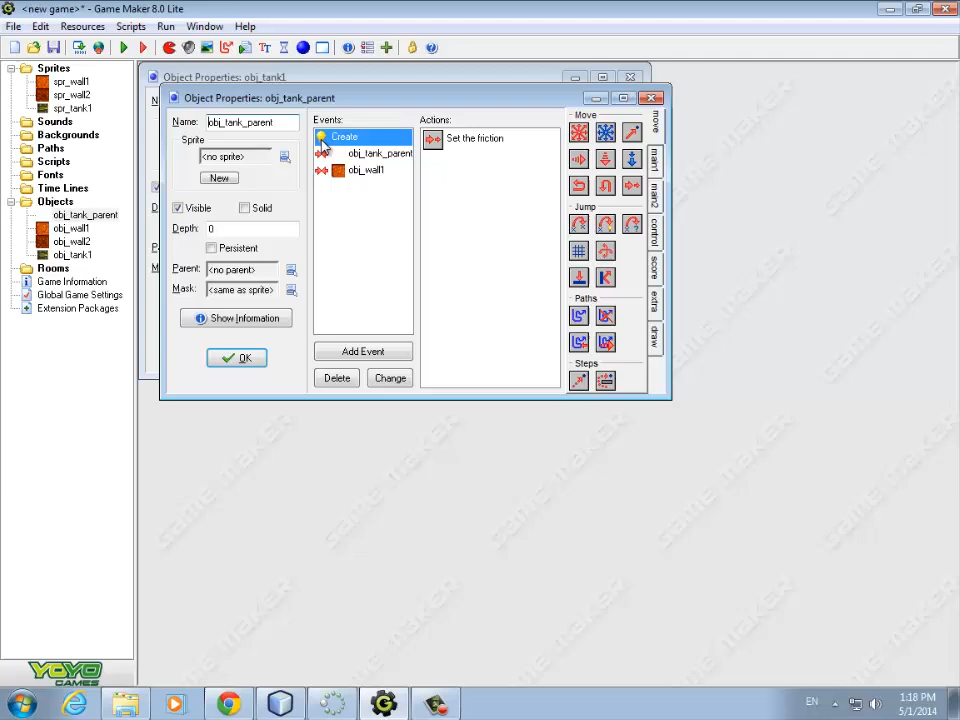 <new game>* - Game Maker 8.0 Lite
File Edit Resources Scripts Run Window Help
Sprites
spr_wall1
spr_wall2
spr_tank1
Sounds
Backgrounds
Paths
Scripts
Fonts
Time Lines
Objects
obj_tank_parent
obj_wall1
obj_wall2
obj_tank1
Rooms
Game Information
Global Game Settings
Extension Packages
YOYO
GAMES
Object Properties: obj_tank1
Object Properties: obj_tank_parent
Name: obj_tank_parent
Sprite
<no sprite>
New
Visible Solid
Depth: 0
Persistent
Parent: <no parent>
Mask: <same as sprite>
Show Information
OK
Events:
Create
obj_tank_parent
obj_wall1
Add Event
Delete Change
Actions:
Set the friction
Move
Jump
Paths
Steps
move
main1
main2
control
score
extra
draw
EN
1:18 PM
5/1/2014